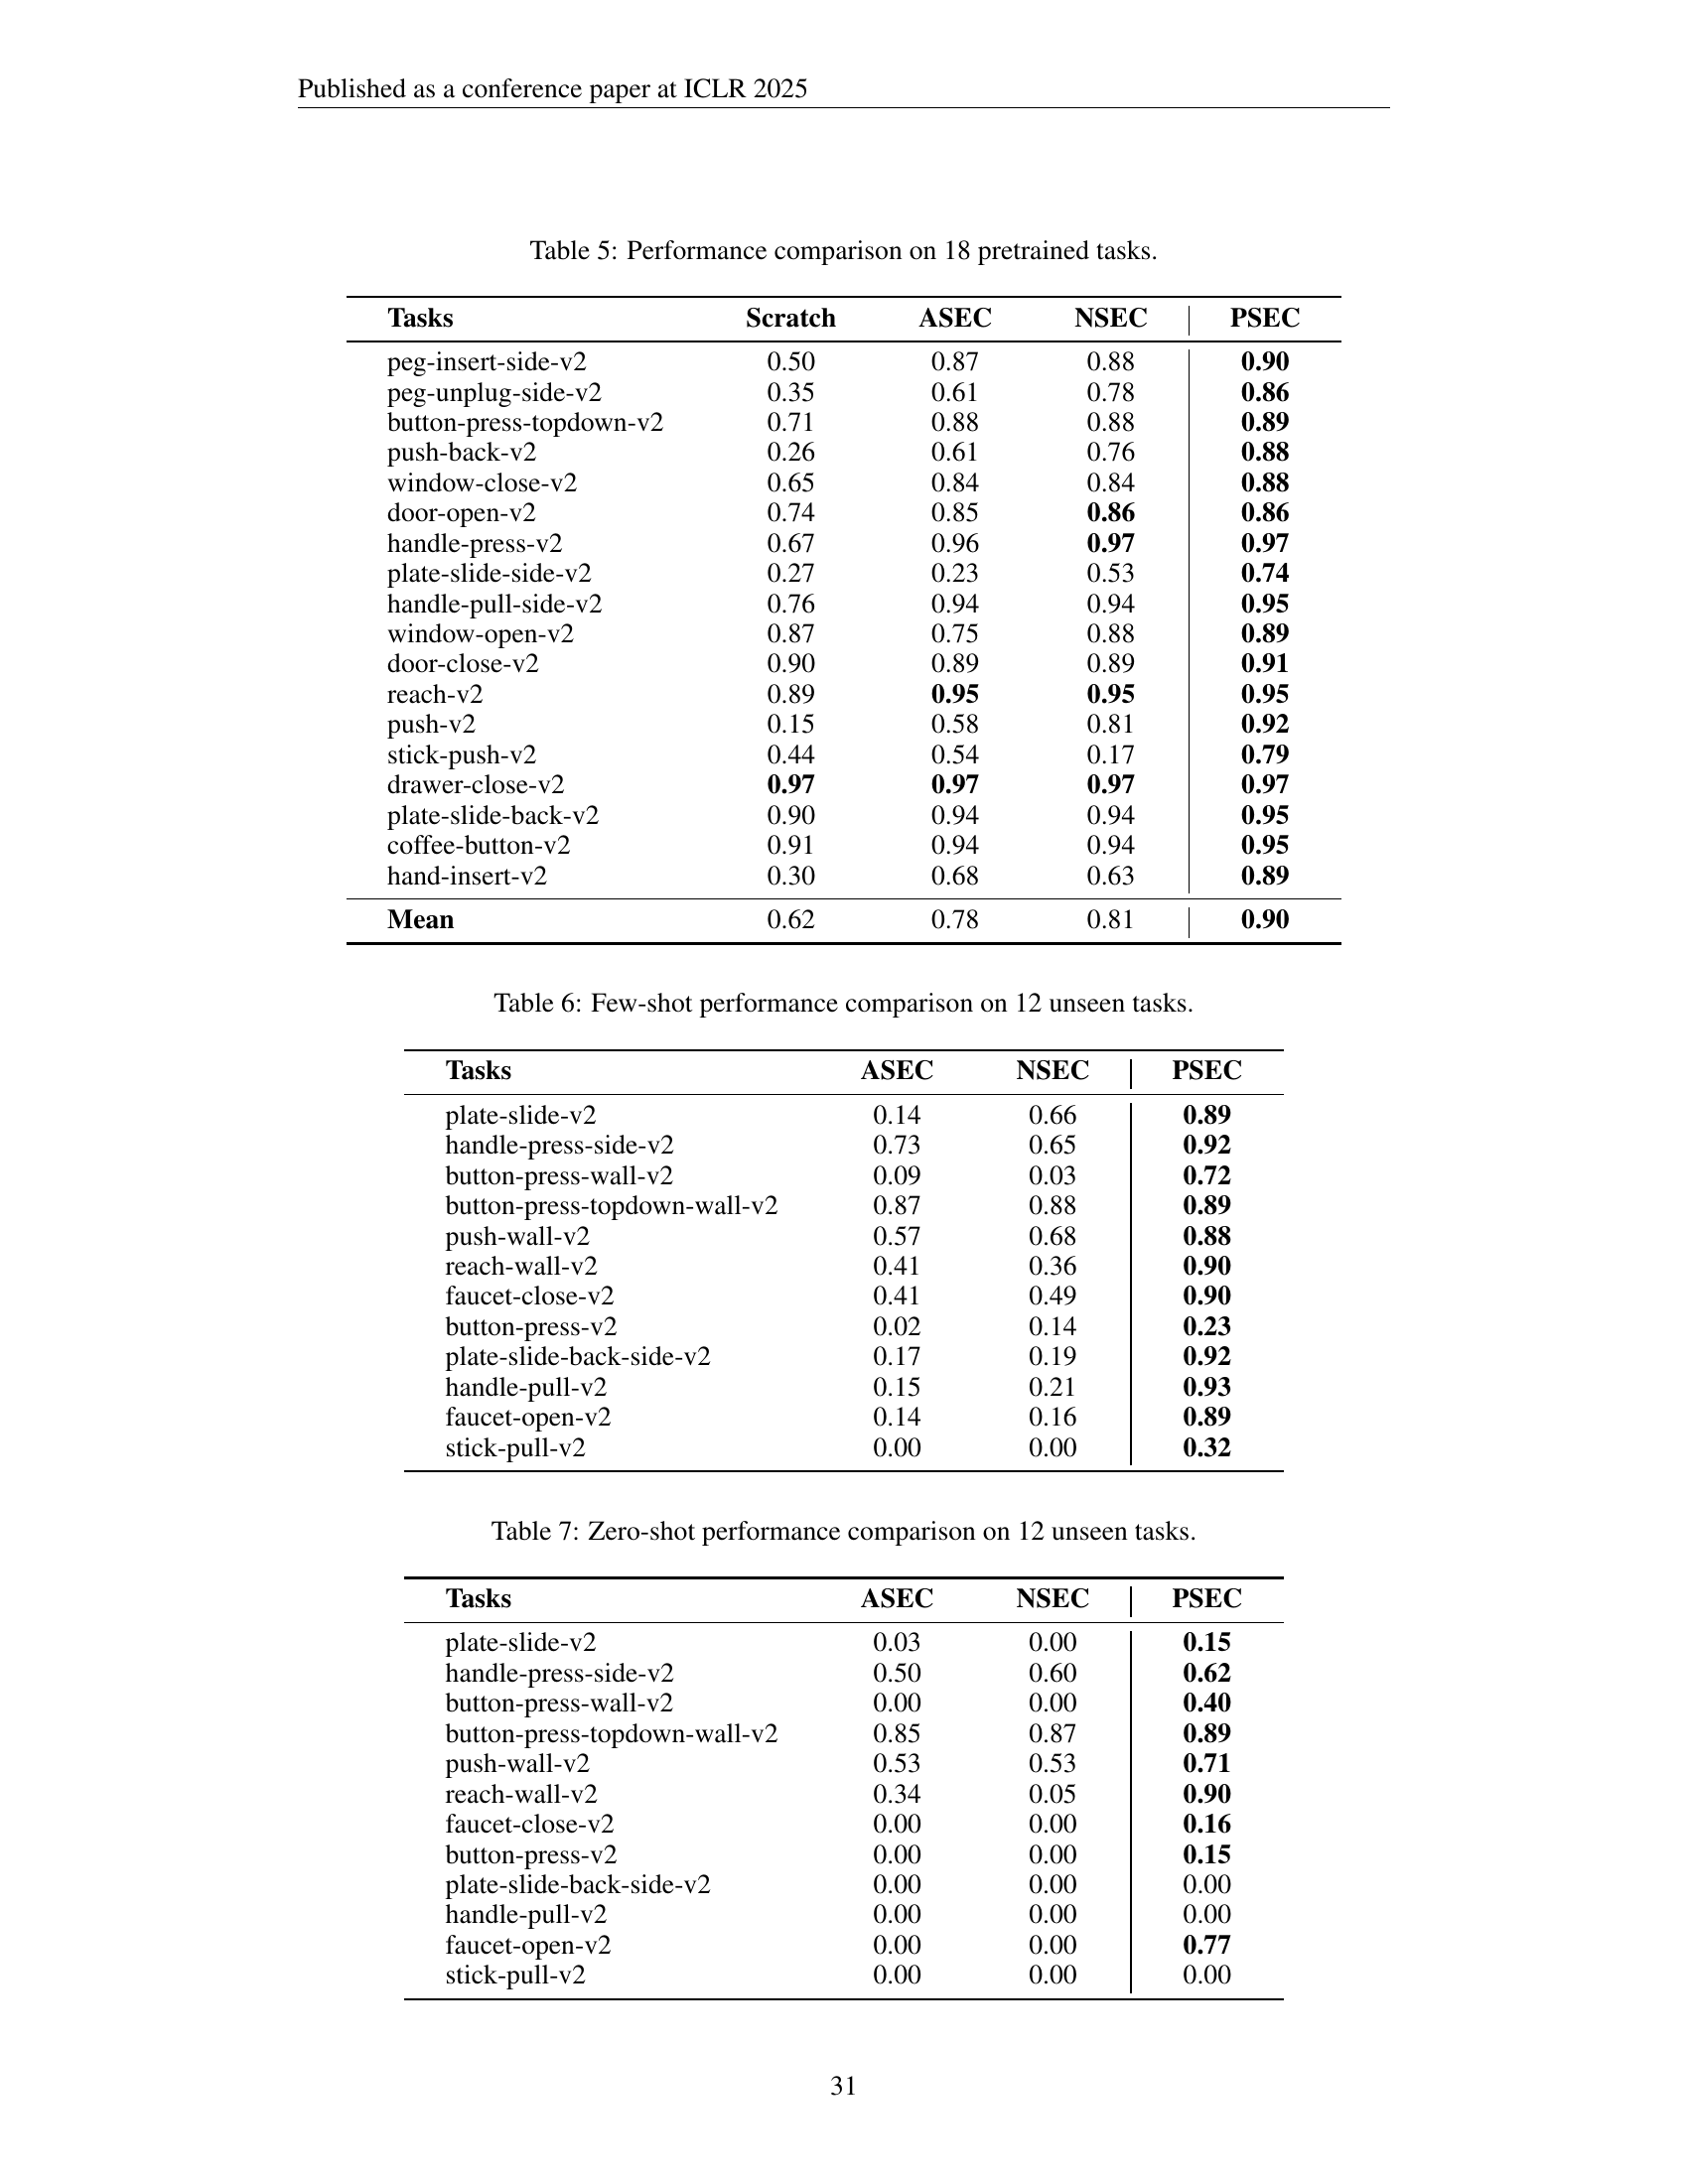 Published as a conference paper at ICLR 2025
Table 5: Performance comparison on 18 pretrained tasks.
Tasks Scratch ASEC NSEC PSEC
peg-insert-side-v2 0.50 0.87 0.88 0.90
peg-unplug-side-v2 0.35 0.61 0.78 0.86
button-press-topdown-v2 0.71 0.88 0.88 0.89
push-back-v2 0.26 0.61 0.76 0.88
window-close-v2 0.65 0.84 0.84 0.88
door-open-v2 0.74 0.85 0.86 0.86
handle-press-v2 0.67 0.96 0.97 0.97
plate-slide-side-v2 0.27 0.23 0.53 0.74
handle-pull-side-v2 0.76 0.94 0.94 0.95
window-open-v2 0.87 0.75 0.88 0.89
door-close-v2 0.90 0.89 0.89 0.91
reach-v2 0.89 0.95 0.95 0.95
push-v2 0.15 0.58 0.81 0.92
stick-push-v2 0.44 0.54 0.17 0.79
drawer-close-v2 0.97 0.97 0.97 0.97
plate-slide-back-v2 0.90 0.94 0.94 0.95
coffee-button-v2 0.91 0.94 0.94 0.95
hand-insert-v2 0.30 0.68 0.63 0.89
Mean 0.62 0.78 0.81 0.90
Table 6: Few-shot performance comparison on 12 unseen tasks.
Tasks ASEC NSEC PSEC
plate-slide-v2 0.14 0.66 0.89
handle-press-side-v2 0.73 0.65 0.92
button-press-wall-v2 0.09 0.03 0.72
button-press-topdown-wall-v2 0.87 0.88 0.89
push-wall-v2 0.57 0.68 0.88
reach-wall-v2 0.41 0.36 0.90
faucet-close-v2 0.41 0.49 0.90
button-press-v2 0.02 0.14 0.23
plate-slide-back-side-v2 0.17 0.19 0.92
handle-pull-v2 0.15 0.21 0.93
faucet-open-v2 0.14 0.16 0.89
stick-pull-v2 0.00 0.00 0.32
Table 7: Zero-shot performance comparison on 12 unseen tasks.
Tasks ASEC NSEC PSEC
plate-slide-v2 0.03 0.00 0.15
handle-press-side-v2 0.50 0.60 0.62
button-press-wall-v2 0.00 0.00 0.40
button-press-topdown-wall-v2 0.85 0.87 0.89
push-wall-v2 0.53 0.53 0.71
reach-wall-v2 0.34 0.05 0.90
faucet-close-v2 0.00 0.00 0.16
button-press-v2 0.00 0.00 0.15
plate-slide-back-side-v2 0.00 0.00 0.00
handle-pull-v2 0.00 0.00 0.00
faucet-open-v2 0.00 0.00 0.77
stick-pull-v2 0.00 0.00 0.00
31